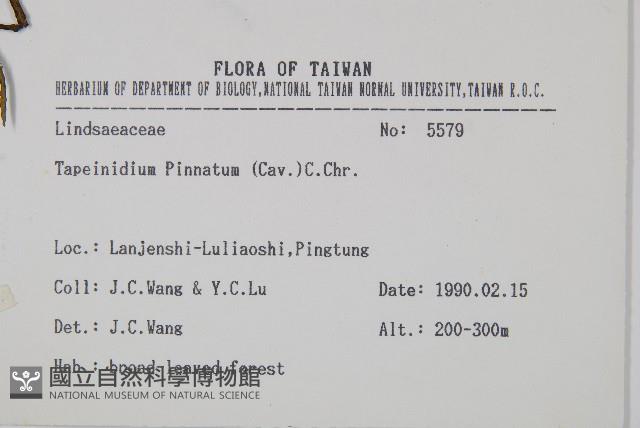 FLORA OF TAIWAN
HERBARIUM OF DEPARTMENT OF BIOLOGY,NATIONAL TAIWAN NORMAL UNIVERSITY,TAIWAN R.O.C.
Lindsaeaceae No: 5579
Tapeinidium Pinnatum (Cav.)C.Chr.
Loc.: Lanjenshi-Luliaoshi,Pingtung
Coll: J.C.Wang & Y.C.Lu Date: 1990.02.15
Det.: J.C.Wang Alt.: 200-300m
Hab.: broad-leaved forest
國立自然科學博物館
NATIONAL MUSEUM OF NATURAL SCIENCE